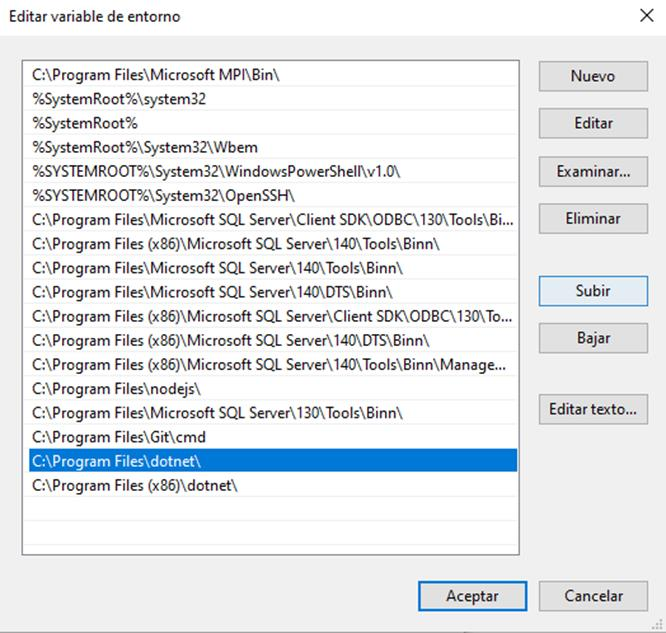 Editar variable de entorno
C:\Program Files\Microsoft MPI\Bin\
%SystemRoot%\system32
%SystemRoot%
%SystemRoot%\System32\Wbem
%SYSTEMROOT%\System32\WindowsPowerShell\v1.0\
%SYSTEMROOT%\System32\OpenSSH\
C:\Program Files\Microsoft SQL Server\Client SDK\ODBC\130\Tools\Bi...
C:\Program Files (x86)\Microsoft SQL Server\140\Tools\Binn\
C:\Program Files\Microsoft SQL Server\140\Tools\Binn\
C:\Program Files\Microsoft SQL Server\140\DTS\Binn\
C:\Program Files (x86)\Microsoft SQL Server\Client SDK\ODBC\130\To...
C:\Program Files (x86)\Microsoft SQL Server\140\DTS\Binn\
C:\Program Files (x86)\Microsoft SQL Server\140\Tools\Binn\Manage...
C:\Program Files\nodejs\
C:\Program Files\Microsoft SQL Server\130\Tools\Binn\
C:\Program Files\Git\cmd
C:\Program Files\dotnet\
C:\Program Files (x86)\dotnet\
Nuevo
Editar
Examinar...
Eliminar
Subir
Bajar
Editar texto...
Aceptar
Cancelar